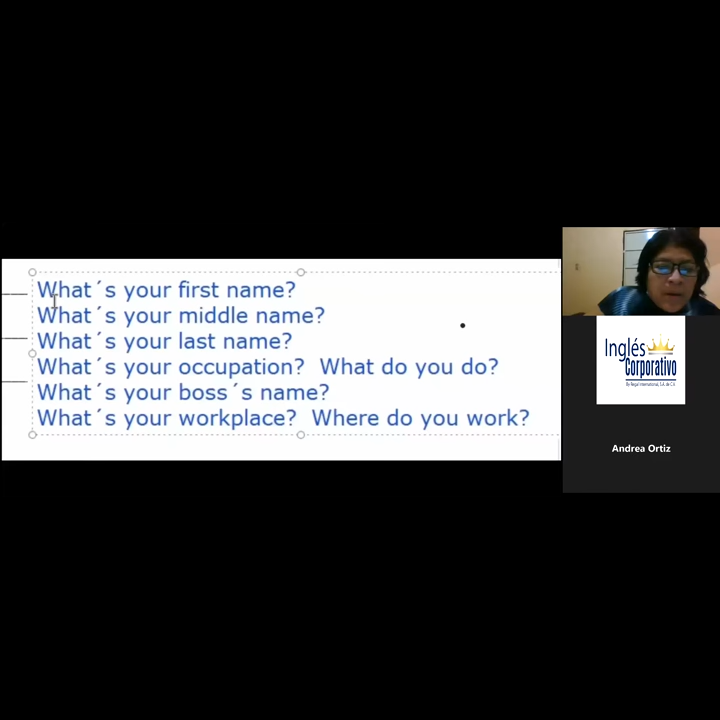 What´s your first name?
What´s your middle name?
What´s your last name?
What´s your occupation?  What do you do?
What´s your boss´s name?
What´s your workplace?  Where do you work?
Inglés
Corporativo
Andrea Ortiz